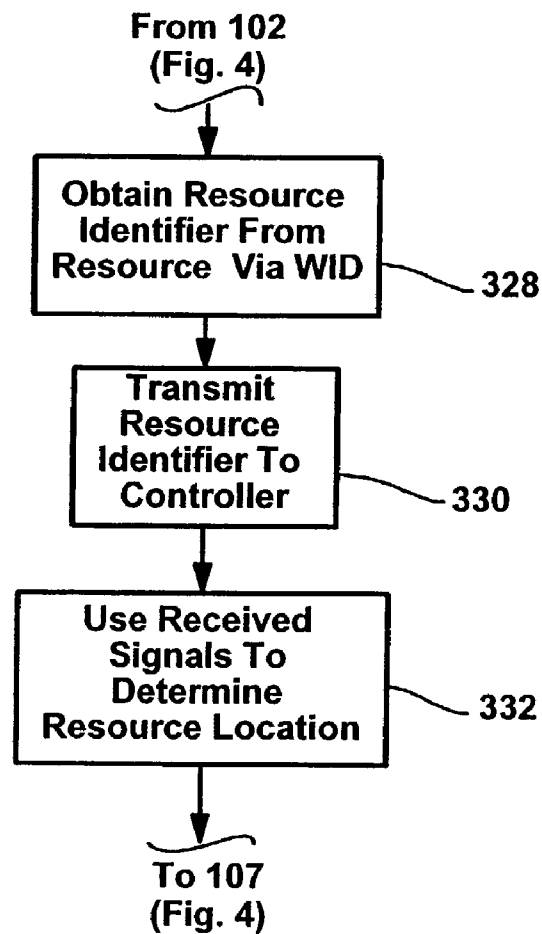 From 102
(Fig. 4)
Obtain Resource
Identifier From
Resource Via WID
328
Transmit
Resource
Identifier To
Controller
330
Use Received
Signals To
Determine
Resource Location
332
To 107
(Fig. 4)